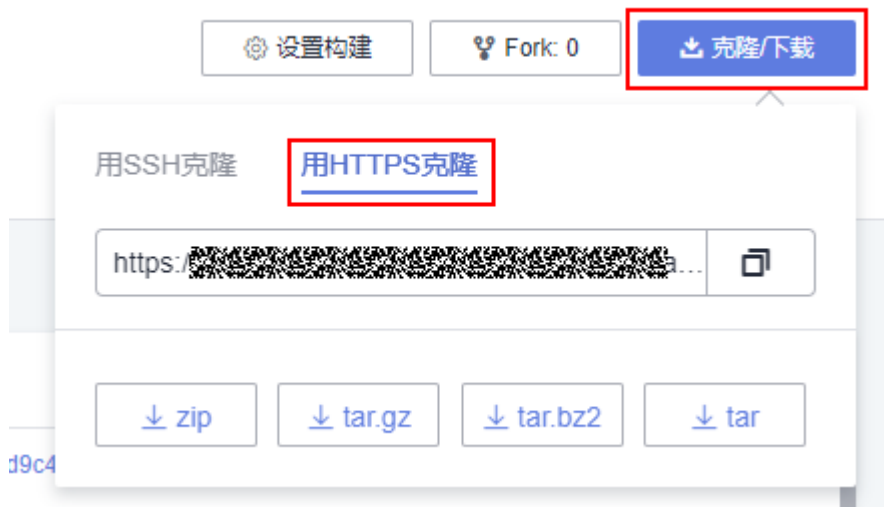 设置构建
Fork: 0
克隆/下载
用SSH克隆
用HTTPS克隆
https:/
a...
zip
tar.gz
tar.bz2
tar
d9c4